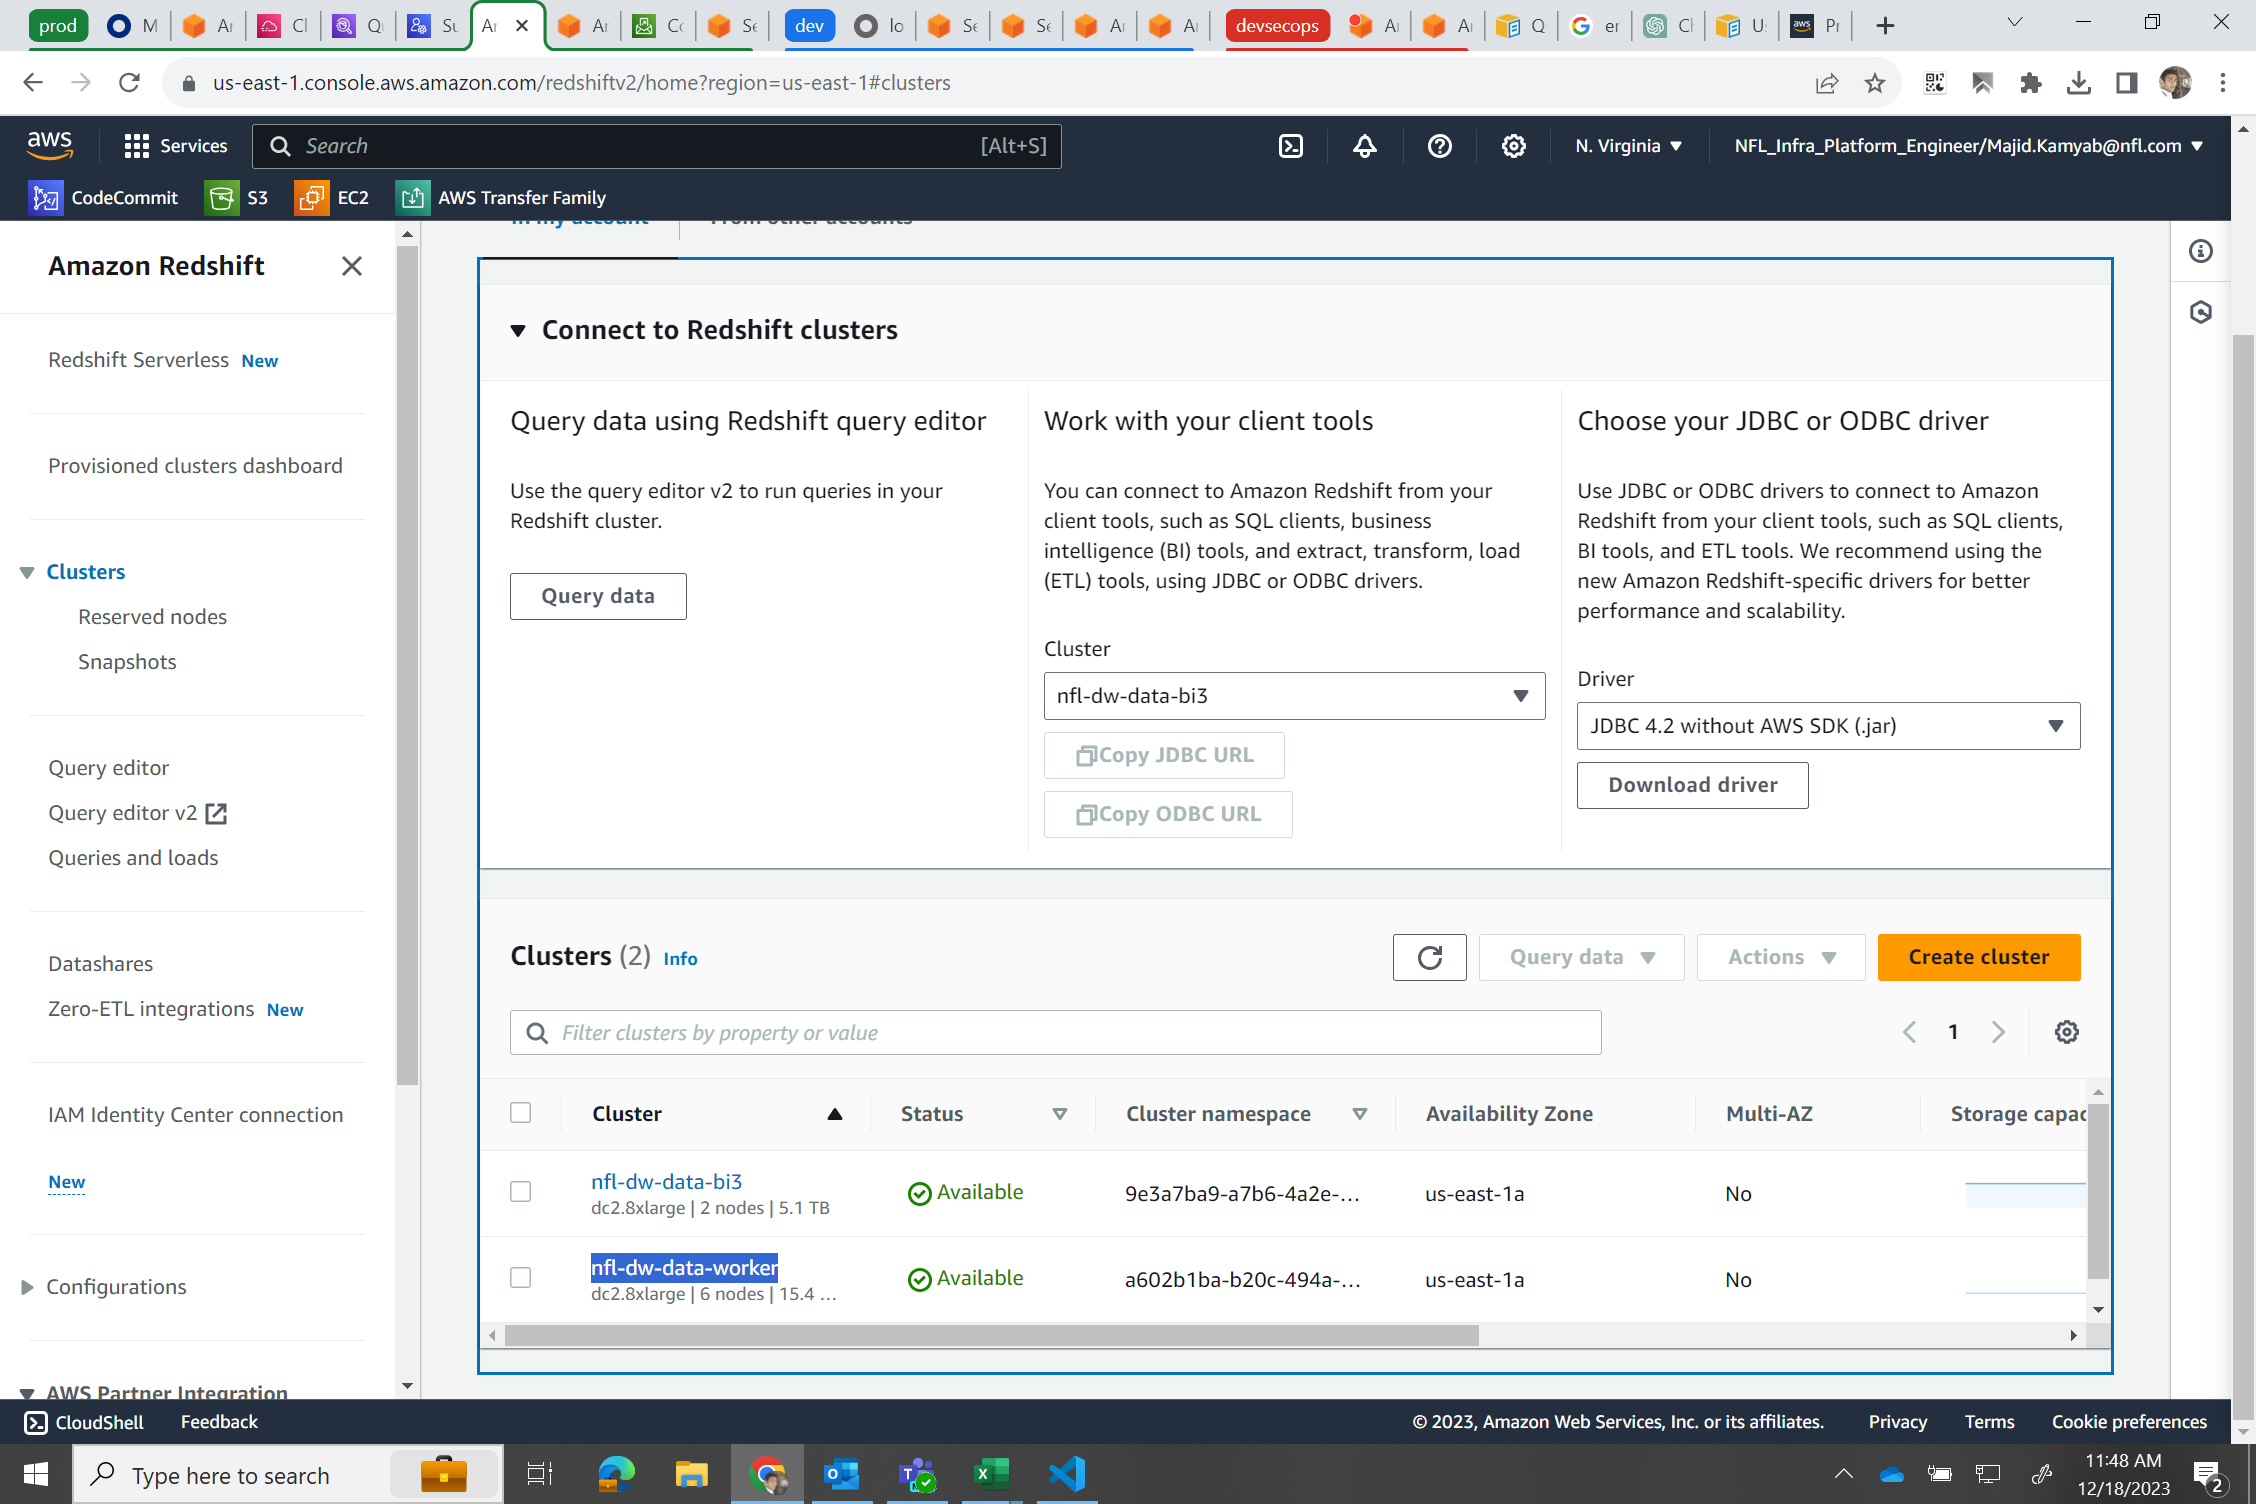 prod
M
Ar
Cl
Q
Su
Ar
Ar
Co
Se
dev
lo
Se
Se
Ar
Ar
devsecops
Ar
Ar
Q
er
Cl
Us
Pr
us-east-1.console.aws.amazon.com/redshiftv2/home?region=us-east-1#clusters
aws
Services
Search
[Alt+S]
N. Virginia
NFL_Infra_Platform_Engineer/Majid.Kamyab@nfl.com
CodeCommit
S3
EC2
AWS Transfer Family
In my account
From other accounts
Amazon Redshift
Redshift Serverless New
Provisioned clusters dashboard
Clusters
Reserved nodes
Snapshots
Query editor
Query editor v2
Queries and loads
Datashares
Zero-ETL integrations New
IAM Identity Center connection
New
Configurations
AWS Partner Integration
Connect to Redshift clusters
Query data using Redshift query editor
Use the query editor v2 to run queries in your
Redshift cluster.
Query data
Work with your client tools
You can connect to Amazon Redshift from your
client tools, such as SQL clients, business
intelligence (BI) tools, and extract, transform, load
(ETL) tools, using JDBC or ODBC drivers.
Cluster
nfl-dw-data-bi3
Copy JDBC URL
Copy ODBC URL
Choose your JDBC or ODBC driver
Use JDBC or ODBC drivers to connect to Amazon
Redshift from your client tools, such as SQL clients,
BI tools, and ETL tools. We recommend using the
new Amazon Redshift-specific drivers for better
performance and scalability.
Driver
JDBC 4.2 without AWS SDK (.jar)
Download driver
Clusters (2) Info
Query data
Actions
Create cluster
Filter clusters by property or value
1
Cluster
Status
Cluster namespace
Availability Zone
Multi-AZ
Storage capac
nfl-dw-data-bi3
dc2.8xlarge | 2 nodes | 5.1 TB
Available
9e3a7ba9-a7b6-4a2e-...
us-east-1a
No
nfl-dw-data-worker
dc2.8xlarge | 6 nodes | 15.4 ...
Available
a602b1ba-b20c-494a-...
us-east-1a
No
CloudShell
Feedback
© 2023, Amazon Web Services, Inc. or its affiliates.
Privacy
Terms
Cookie preferences
Type here to search
11:48 AM
12/18/2023
2